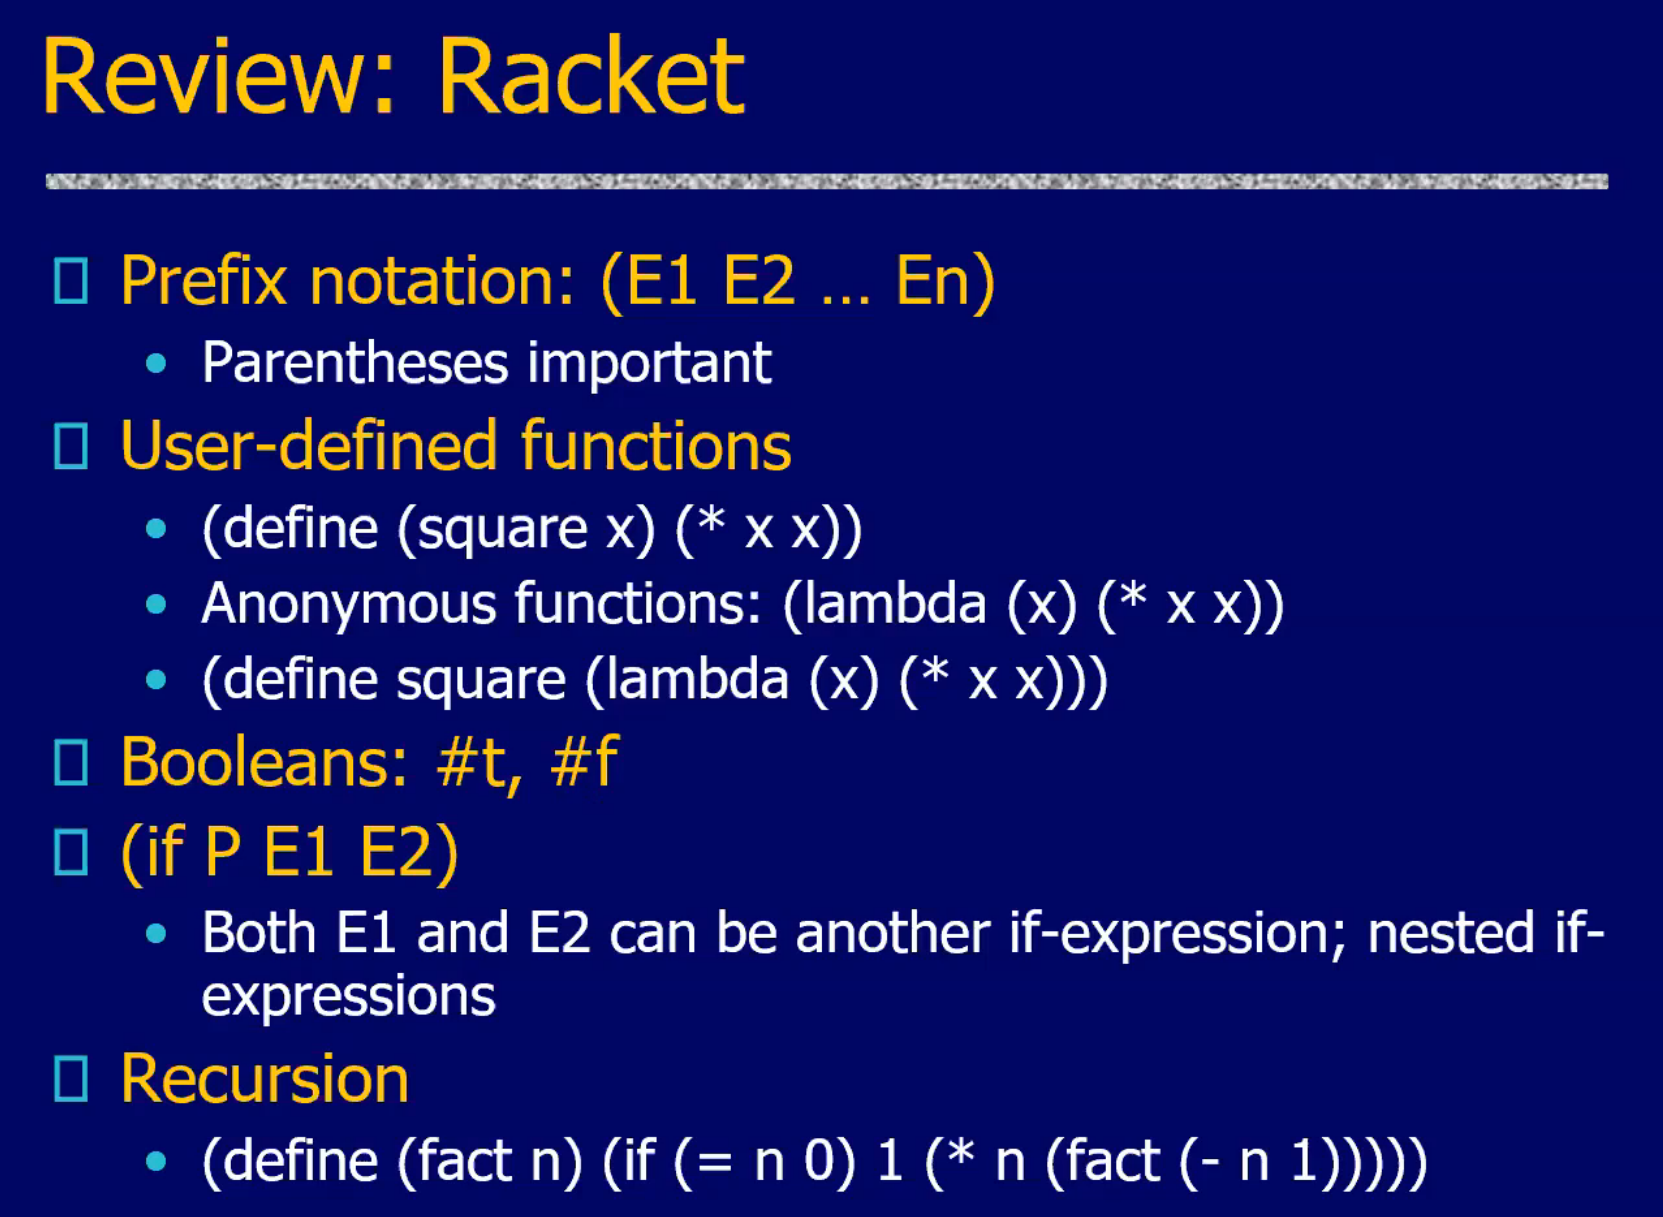 Review: Racket
Prefix notation: (E1 E2 … En)
Parentheses important
User-defined functions
(define (square x) (* x x))
Anonymous functions: (lambda (x) (* x x))
(define square (lambda (x) (* x x)))
Booleans: #t, #f
(if P E1 E2)
Both E1 and E2 can be another if-expression; nested if-
expressions
Recursion
(define (fact n) (if (= n 0) 1 (* n (fact (- n 1)))))